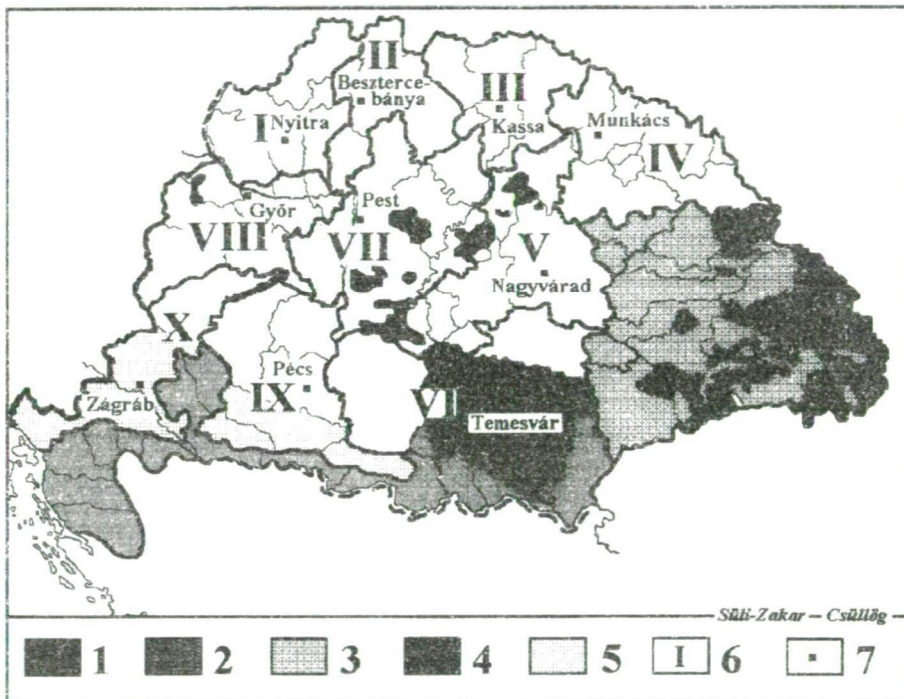 II
Besztercebánya
III
Kassa
I
Nyitra
Munkács
IV
Győr
VIII
Pest
VII
V
Nagyvárad
X
Zágráb
Pécs
IX
VI
Temesvár
Süli-Zakar – Csüllög
1 2 3 4 5 I 6 7